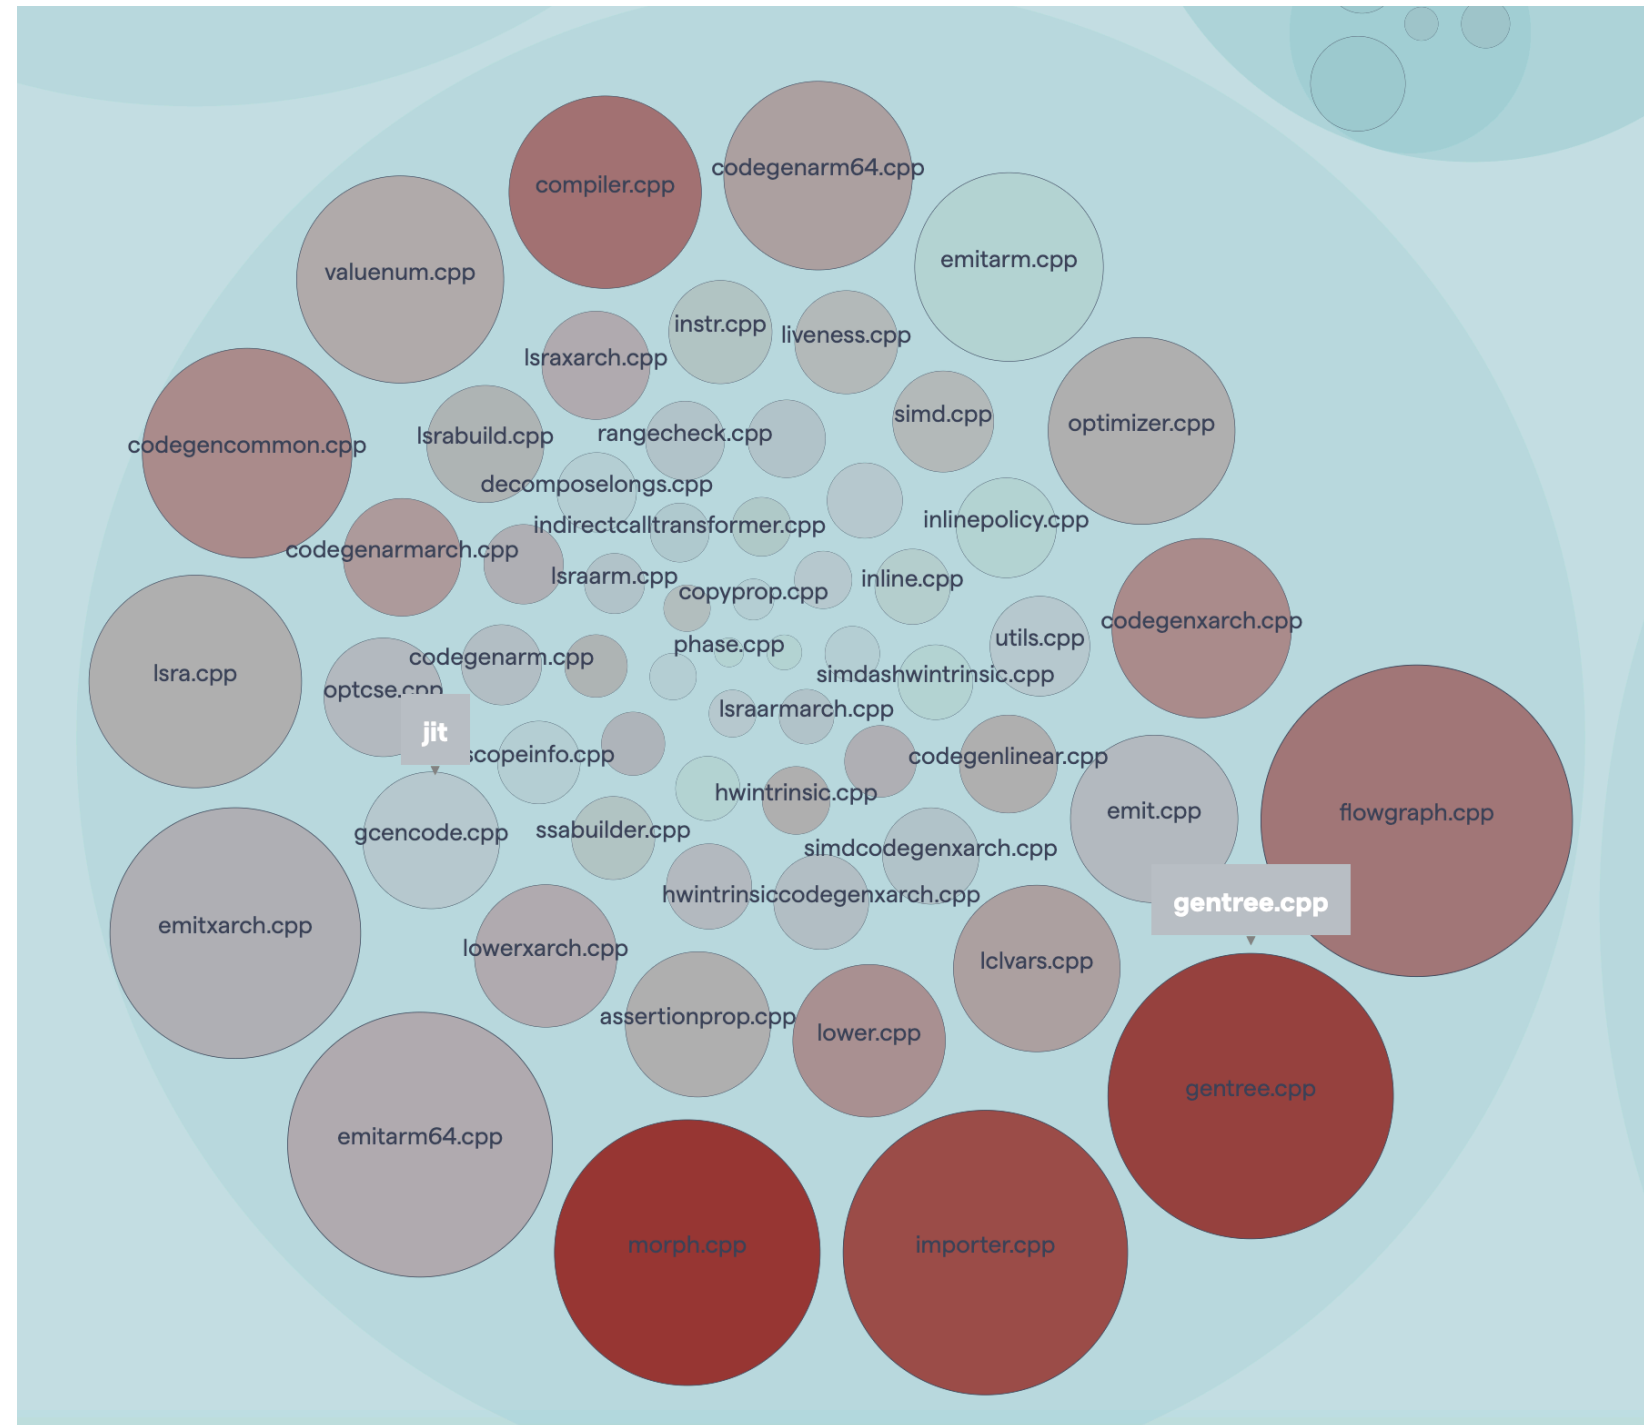 codegenarm64.cpp
compiler.cpp
emitarm.cpp
valuenum.cpp
instr.cpp
liveness.cpp
lsraxarch.cpp
simd.cpp
optimizer.cpp
lsrabuild.cpp
rangecheck.cpp
codegencommon.cpp
decomposelongs.cpp
inlinepolicy.cpp
indirectcalltransformer.cpp
codegenarmarch.cpp
lsraarm.cpp
inline.cpp
copyprop.cpp
codegenxarch.cpp
utils.cpp
phase.cpp
codegenarm.cpp
lsra.cpp
simdashwintrinsic.cpp
optcse.cpp
lsraarmarch.cpp
jit
scopeinfo.cpp
codegenlinear.cpp
hwintrinsic.cpp
emit.cpp
flowgraph.cpp
gcencode.cpp
ssabuilder.cpp
simdcodegenxarch.cpp
hwintrinsiccodegenxarch.cpp
gentree.cpp
emitxarch.cpp
lowerxarch.cpp
lclvars.cpp
assertionprop.cpp
lower.cpp
gentree.cpp
emitarm64.cpp
morph.cpp
importer.cpp